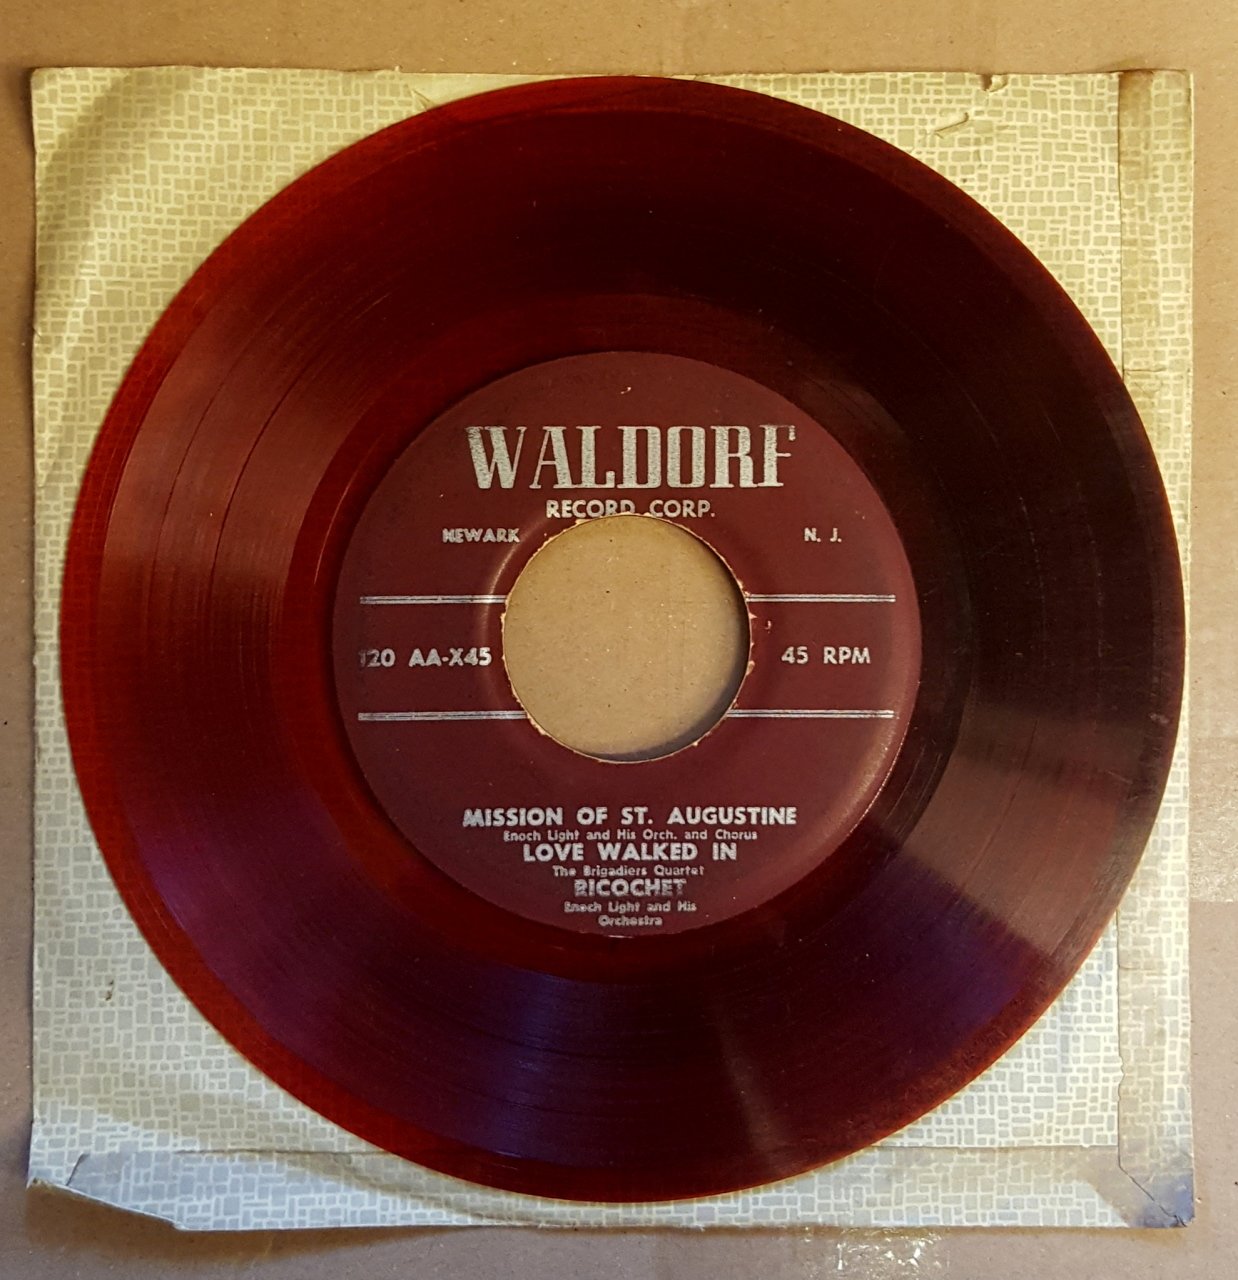 WALDORF
RECORD CORP.
NEWARK N. J.
120 AA-X45 45 RPM
MISSION OF ST. AUGUSTINE
Enoch Light and His Orch. and Chorus
LOVE WALKED IN
The Brigadiers Quartet
RICOCHET
Enoch Light and His
Orchestra